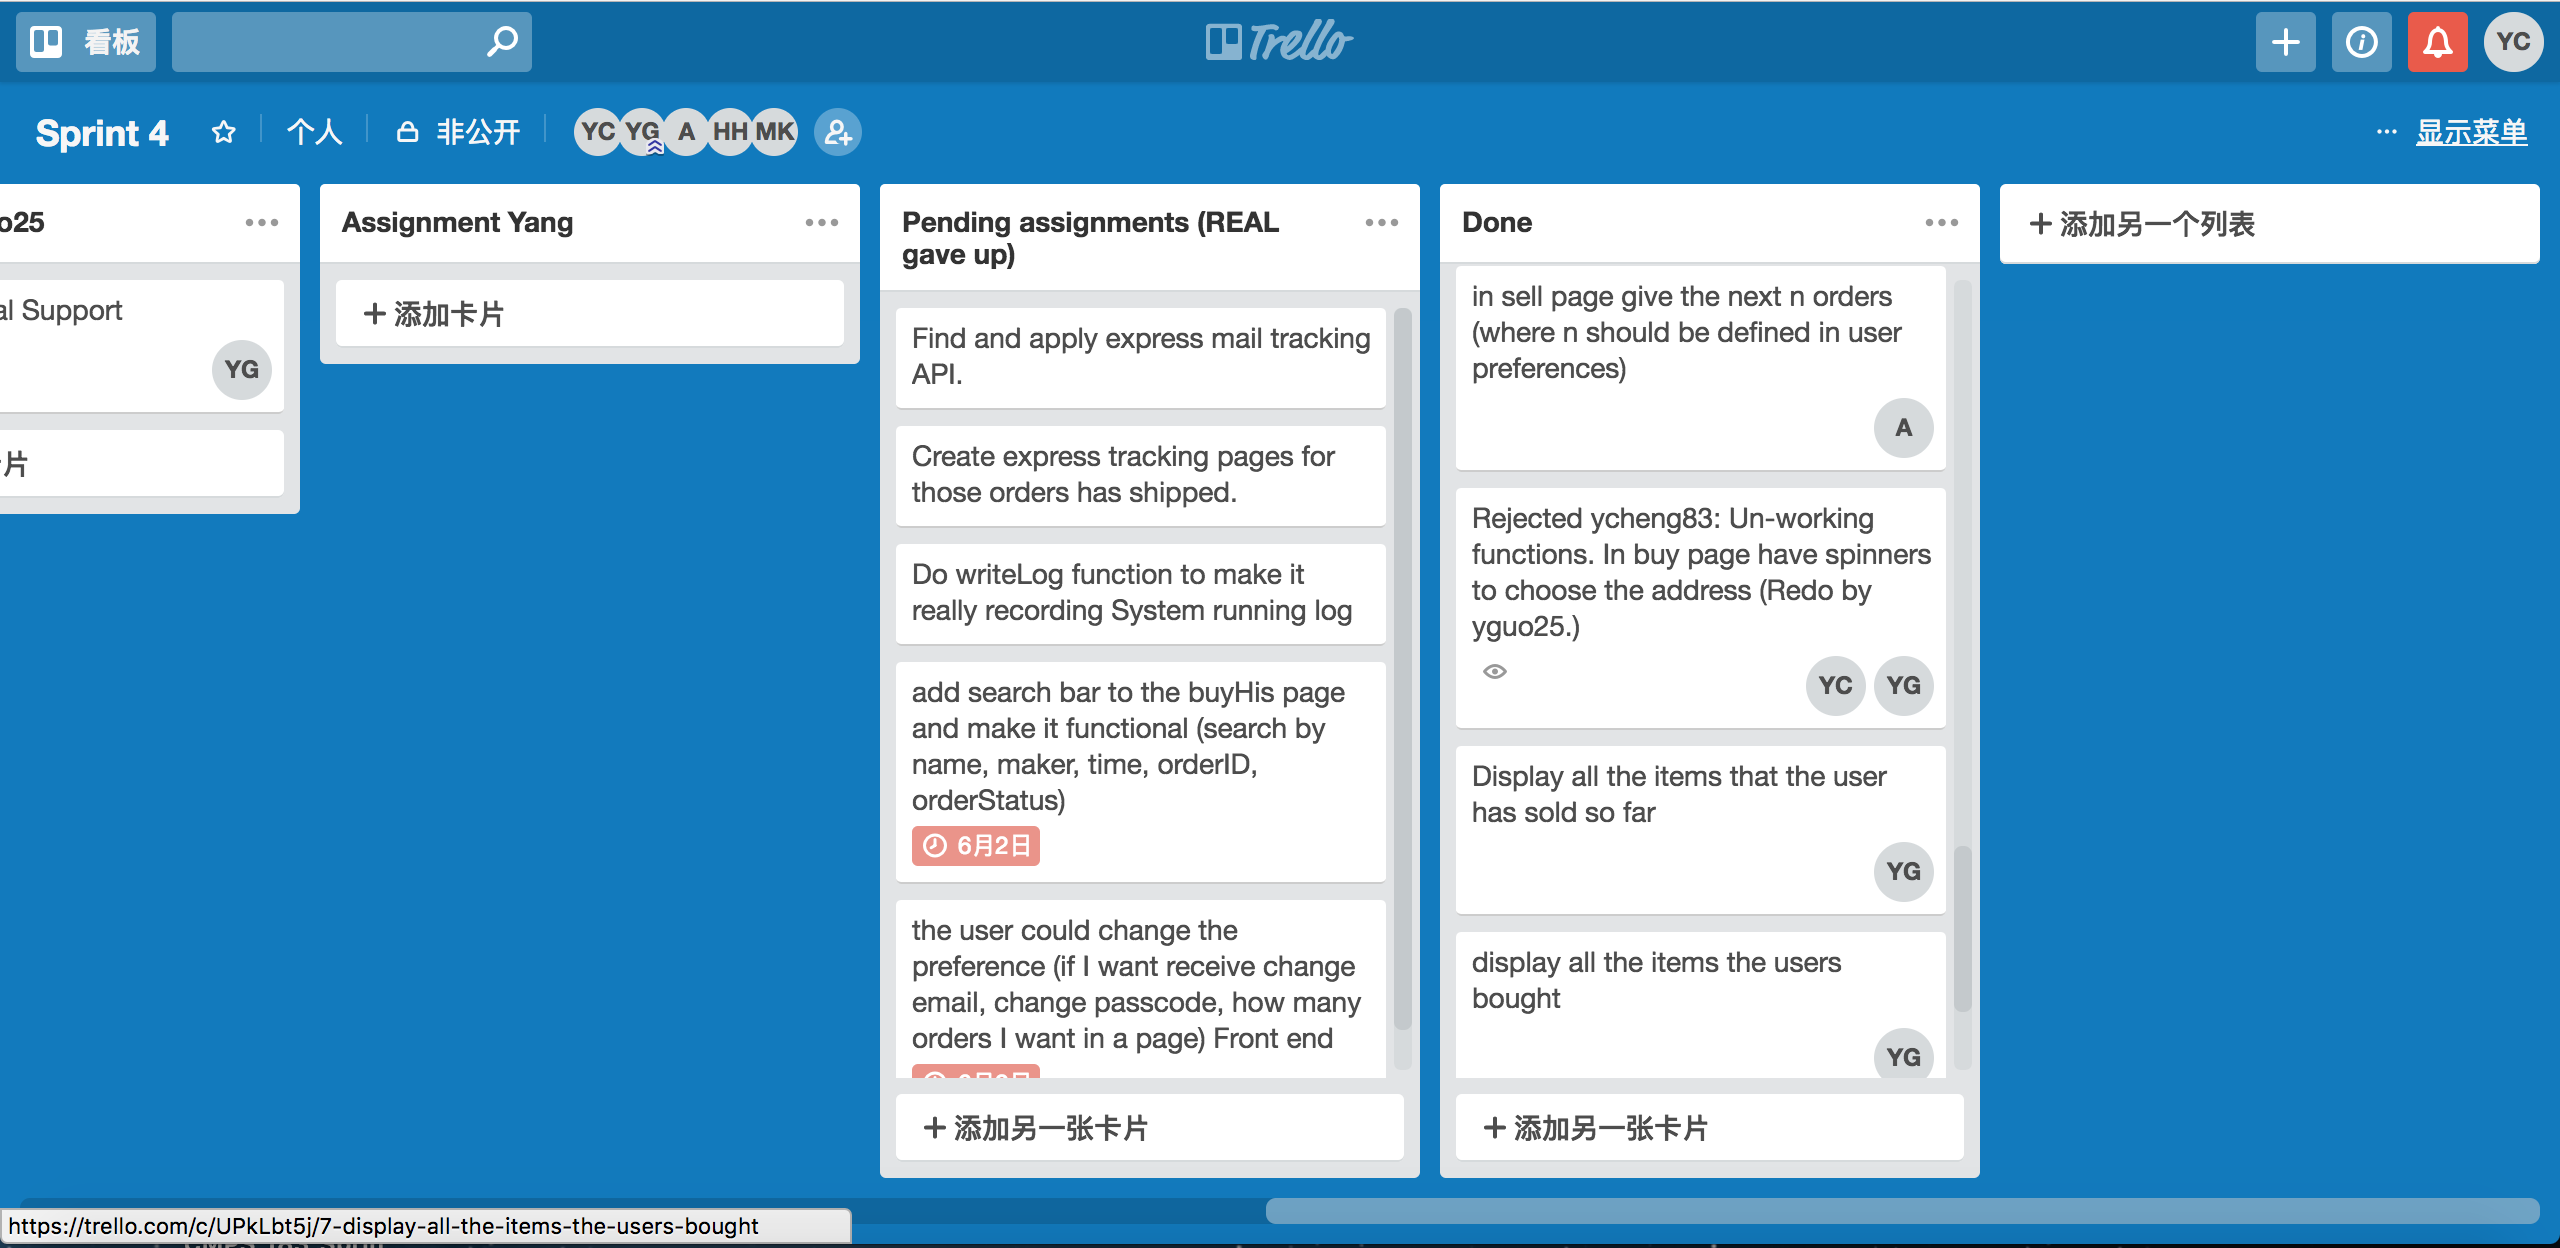 看板
Trello
YC
Sprint 4
个人
非公开
YC YG A HH MK
··· 显示菜单
o25
al Support
YG
片
Assignment Yang
+ 添加卡片
Pending assignments (REAL
gave up)
Find and apply express mail tracking
API.
Create express tracking pages for
those orders has shipped.
Do writeLog function to make it
really recording System running log
add search bar to the buyHis page
and make it functional (search by
name, maker, time, orderID,
orderStatus)
6月2日
the user could change the
preference (if I want receive change
email, change passcode, how many
orders I want in a page) Front end
+ 添加另一张卡片
Done
in sell page give the next n orders
(where n should be defined in user
preferences)
A
Rejected ycheng83: Un-working
functions. In buy page have spinners
to choose the address (Redo by
yguo25.)
YC YG
Display all the items that the user
has sold so far
YG
display all the items the users
bought
YG
+ 添加另一张卡片
+ 添加另一个列表
https://trello.com/c/UPkLbt5j/7-display-all-the-items-the-users-bought